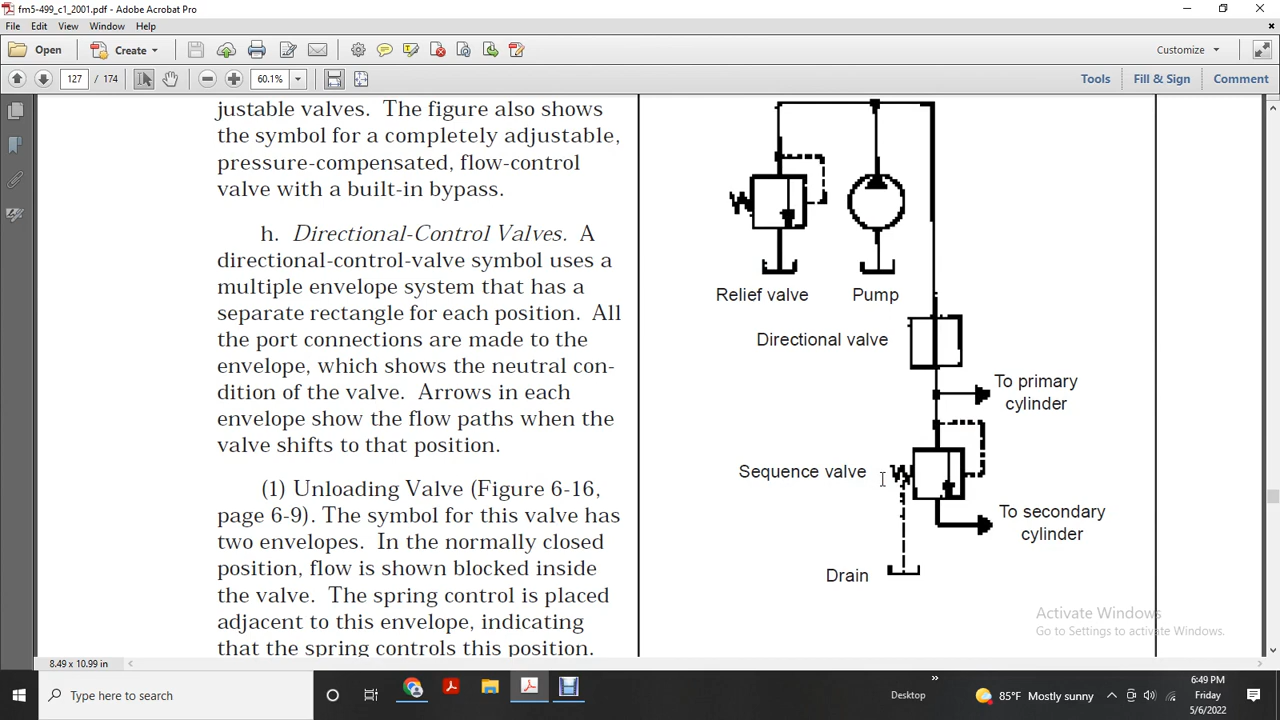 fm5-499_c1_2001.pdf - Adobe Acrobat Pro
File Edit View Window Help
Open Create Customize
127 / 174 60.1% Tools Fill & Sign Comment
justable valves. The figure also shows
the symbol for a completely adjustable,
pressure-compensated, flow-control
valve with a built-in bypass.
h. Directional-Control Valves. A
directional-control-valve symbol uses a
multiple envelope system that has a
separate rectangle for each position. All
the port connections are made to the
envelope, which shows the neutral con-
dition of the valve. Arrows in each
envelope show the flow paths when the
valve shifts to that position.
(1) Unloading Valve (Figure 6-16,
page 6-9). The symbol for this valve has
two envelopes. In the normally closed
position, flow is shown blocked inside
the valve. The spring control is placed
adjacent to this envelope, indicating
that the spring controls this position.
Relief valve
Pump
Directional valve
To primary
cylinder
Sequence valve
To secondary
cylinder
Drain
Activate Windows
Go to Settings to activate Windows.
8.49 x 10.99 in
Type here to search
Desktop
85°F Mostly sunny
6:49 PM
Friday
5/6/2022